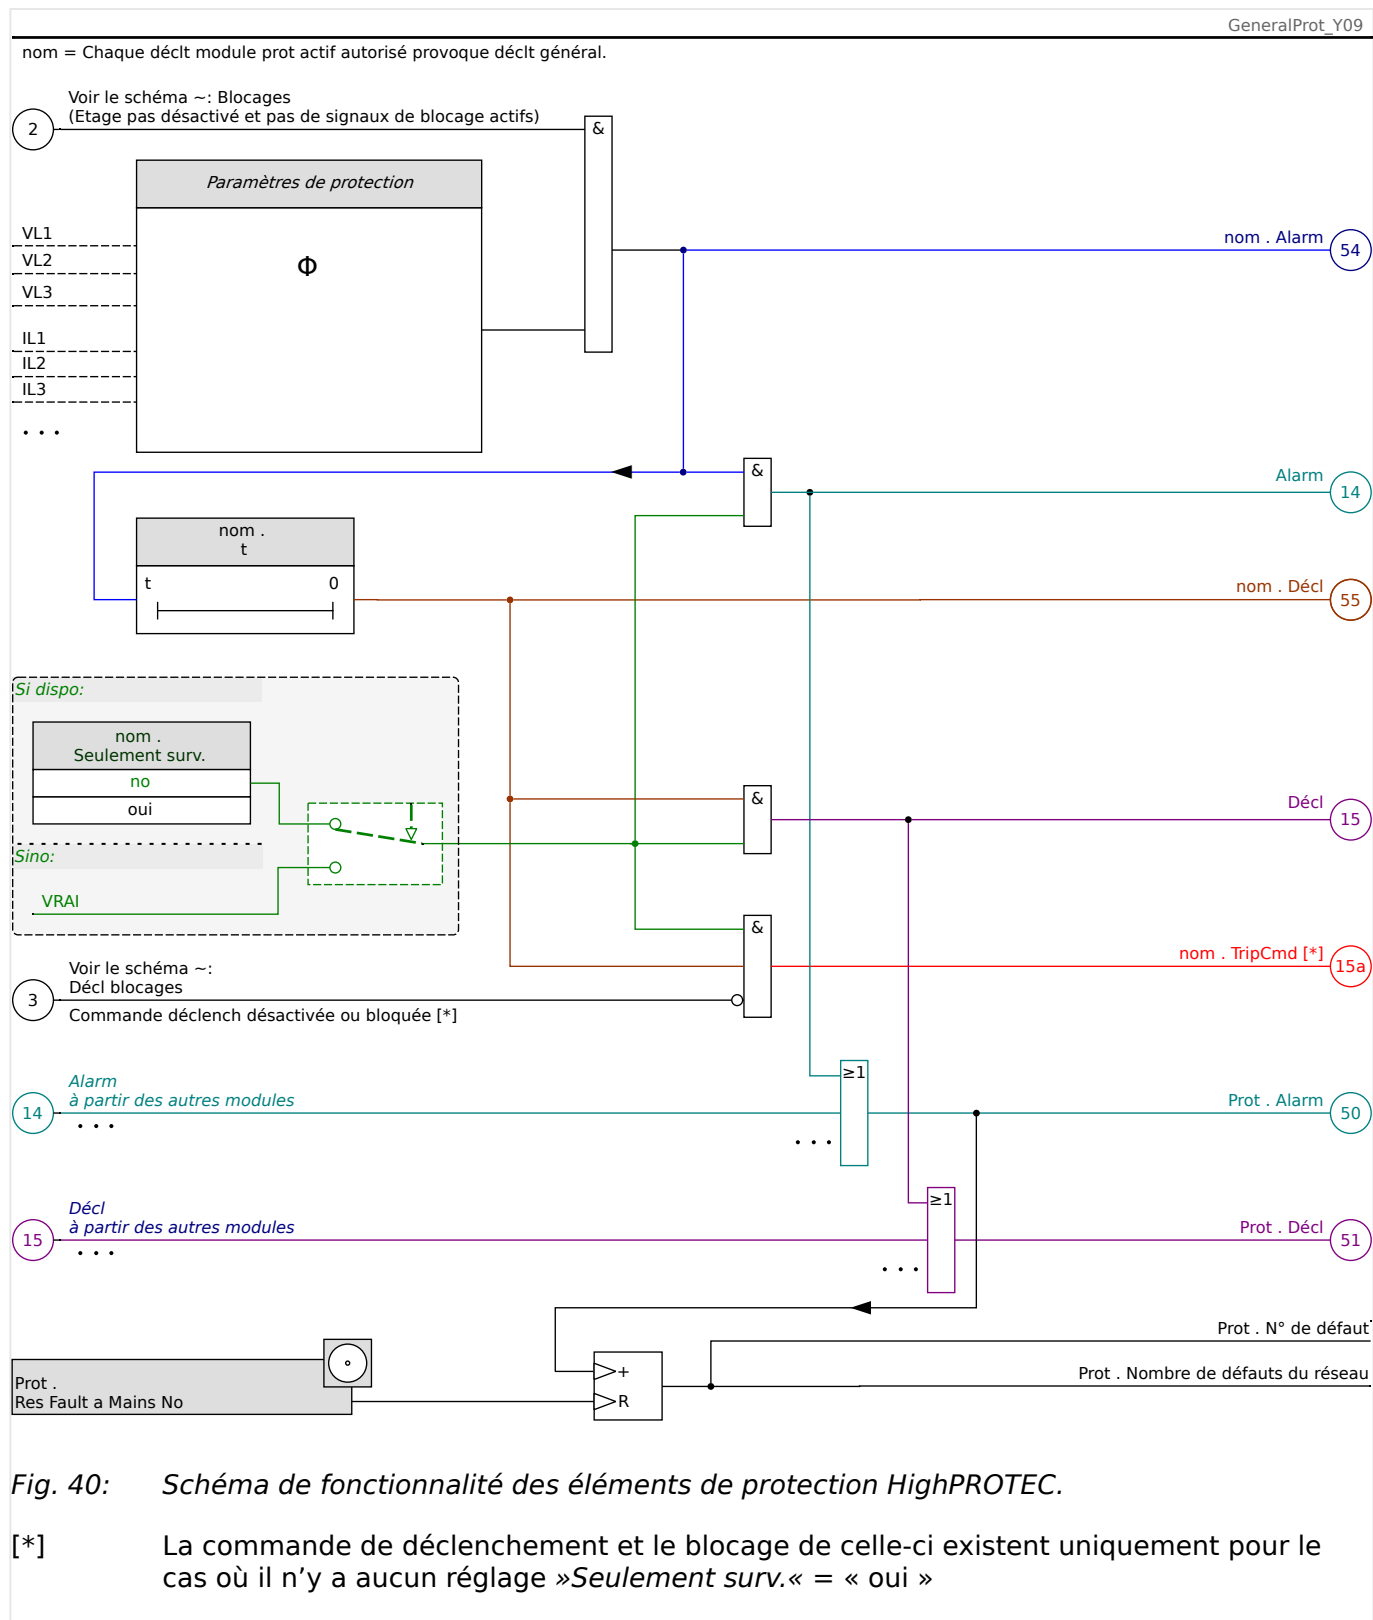 GeneralProt_Y09
nom = Chaque déclt module prot actif autorisé provoque déclt général.
Voir le schéma ~: Blocages
(Etage pas désactivé et pas de signaux de blocage actifs)
2
&
Paramètres de protection
Φ
VL1
VL2
VL3
IL1
IL2
IL3
. . .
nom . Alarm
54
&
Alarm
14
nom .
t
t 0
nom . Décl
55
Si dispo:
nom .
Seulement surv.
no
oui
Sino:
VRAI
&
Décl
15
&
nom . TripCmd [*]
15a
Voir le schéma ~:
Décl blocages
3
Commande déclench désactivée ou bloquée [*]
≥1
Alarm
à partir des autres modules
14
. . .
. . .
Prot . Alarm
50
≥1
Décl
à partir des autres modules
15
. . .
. . .
Prot . Décl
51
Prot . N° de défaut
Prot . Nombre de défauts du réseau
+
R
Prot .
Res Fault a Mains No
Fig. 40: Schéma de fonctionnalité des éléments de protection HighPROTEC.
[*] La commande de déclenchement et le blocage de celle-ci existent uniquement pour le
cas où il n’y a aucun réglage »Seulement surv.« = « oui »